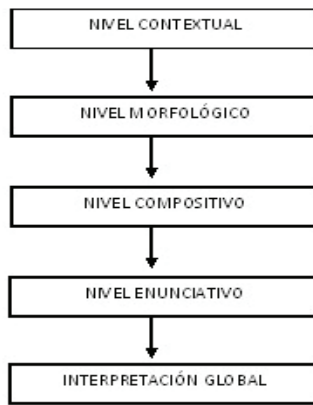 NIVEL CONTEXTUAL
NIVEL MORFOLÓGICO
NIVEL COMPOSITIVO
NIVEL ENUNCIATIVO
INTERPRETACIÓN GLOBAL